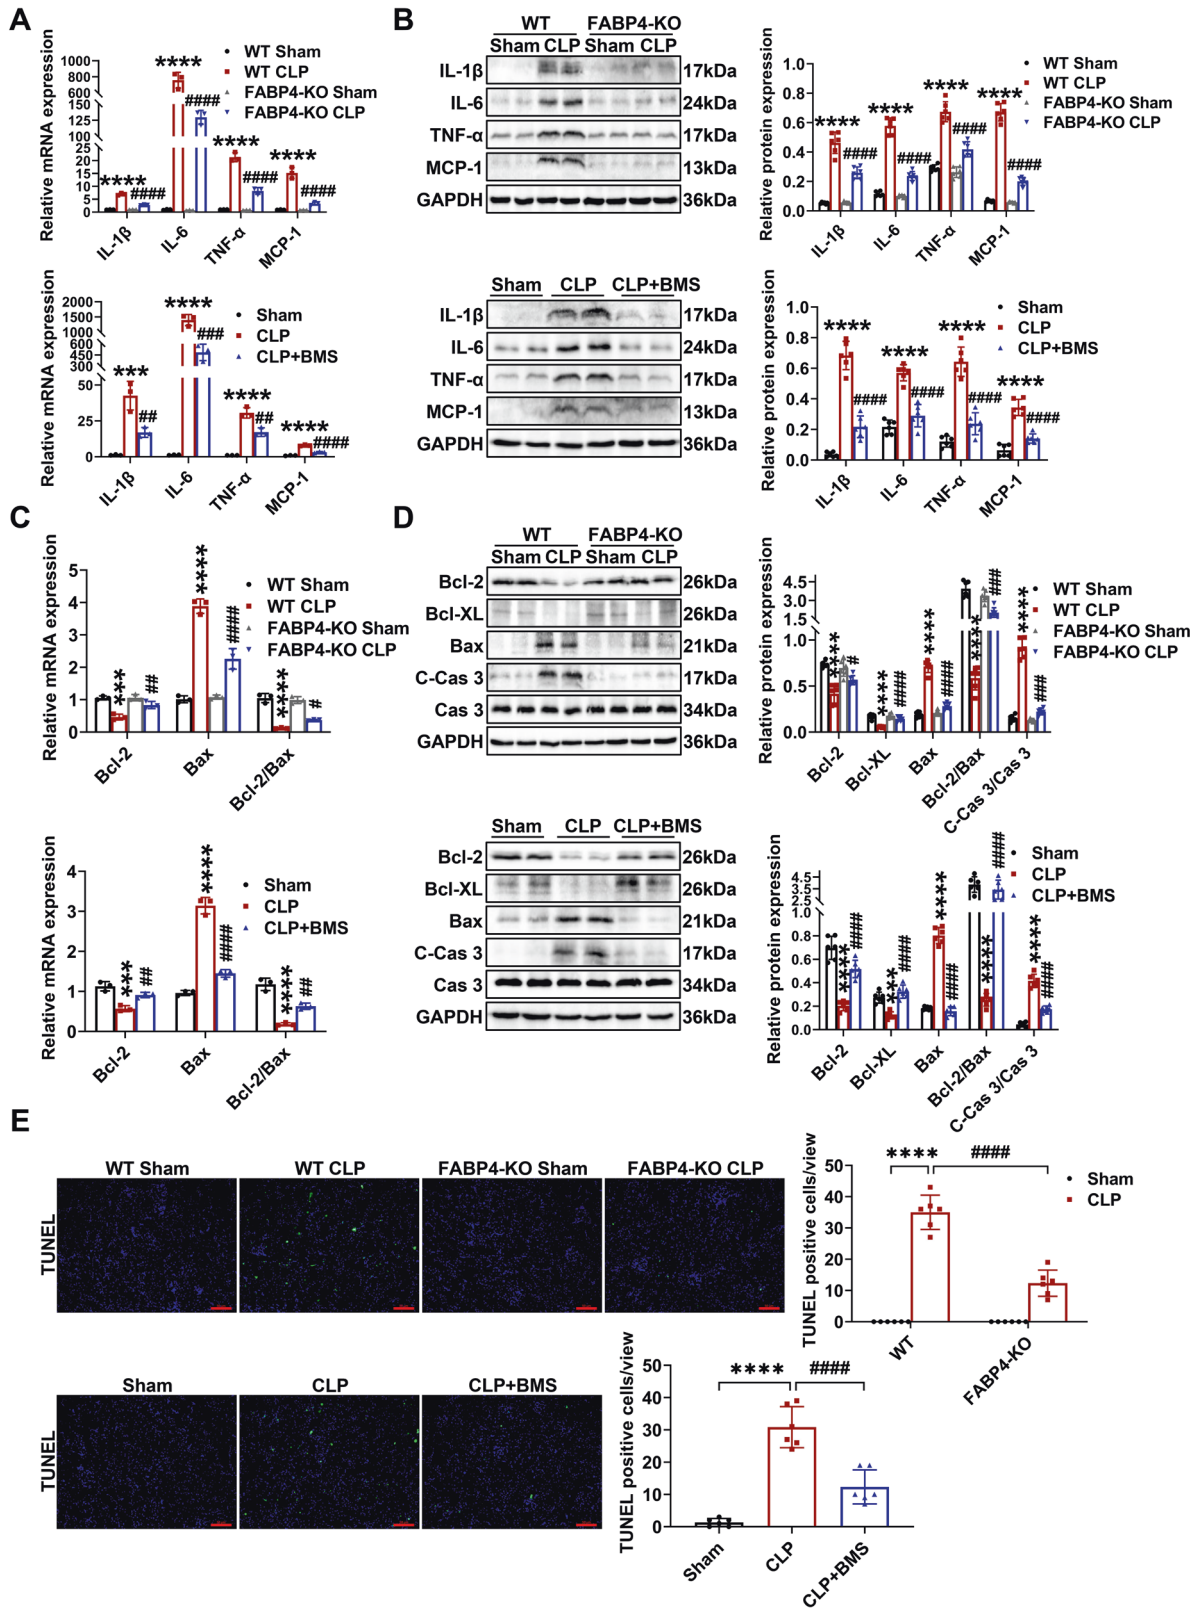 A
Relative mRNA expression
1000
800
600
150
125
100
25
20
15
10
5
0
****
####
****
####
****
####
****
####
WT Sham
WT CLP
FABP4-KO Sham
FABP4-KO CLP
IL-1β
IL-6
TNF-α
MCP-1
Relative mRNA expression
2000
1500
1000
600
450
300
50
25
0
***
##
****
###
****
##
****
####
Sham
CLP
CLP+BMS
IL-1β
IL-6
TNF-α
MCP-1
B
WT FABP4-KO
Sham CLP Sham CLP
IL-1β 17kDa
IL-6 24kDa
TNF-α 17kDa
MCP-1 13kDa
GAPDH 36kDa
Relative protein expression
1.0
0.8
0.6
0.4
0.2
0.0
****
####
****
####
****
####
****
####
WT Sham
WT CLP
FABP4-KO Sham
FABP4-KO CLP
IL-1β
IL-6
TNF-α
MCP-1
Sham CLP CLP+BMS
IL-1β 17kDa
IL-6 24kDa
TNF-α 17kDa
MCP-1 13kDa
GAPDH 36kDa
Relative protein expression
1.0
0.8
0.6
0.4
0.2
0.0
****
####
****
####
****
####
****
####
Sham
CLP
CLP+BMS
IL-1β
IL-6
TNF-α
MCP-1
C
Relative mRNA expression
5
4
3
2
1
0
***
##
****
####
****
#
WT Sham
WT CLP
FABP4-KO Sham
FABP4-KO CLP
Bcl-2
Bax
Bcl-2/Bax
Relative mRNA expression
4
3
2
1
0
***
##
****
####
****
##
Sham
CLP
CLP+BMS
Bcl-2
Bax
Bcl-2/Bax
D
WT FABP4-KO
Sham CLP Sham CLP
Bcl-2 26kDa
Bcl-XL 26kDa
Bax 21kDa
C-Cas 3 17kDa
Cas 3 34kDa
GAPDH 36kDa
Relative protein expression
4.5
3.0
1.5
1.0
0.5
0.0
****
#
****
####
****
####
****
###
****
###
WT Sham
WT CLP
FABP4-KO Sham
FABP4-KO CLP
Bcl-2
Bcl-XL
Bax
Bcl-2/Bax
C-Cas 3/Cas 3
Sham CLP CLP+BMS
Bcl-2 26kDa
Bcl-XL 26kDa
Bax 21kDa
C-Cas 3 17kDa
Cas 3 34kDa
GAPDH 36kDa
Relative protein expression
4.5
3.5
2.5
1.0
0.8
0.6
0.4
0.2
0.0
****
####
***
####
****
####
****
####
****
####
Sham
CLP
CLP+BMS
Bcl-2
Bcl-XL
Bax
Bcl-2/Bax
C-Cas 3/Cas 3
E
WT Sham WT CLP FABP4-KO Sham FABP4-KO CLP
TUNEL
TUNEL positive cells/view
50
40
30
20
10
0
****
####
Sham
CLP
WT
FABP4-KO
Sham CLP CLP+BMS
TUNEL
TUNEL positive cells/view
50
40
30
20
10
0
****
####
Sham
CLP
CLP+BMS